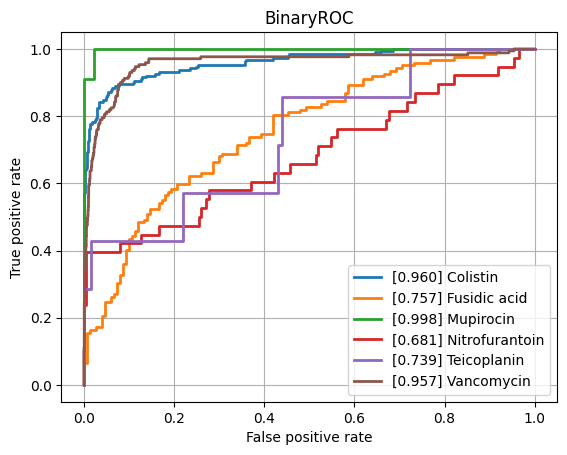 BinaryROC
True positive rate
1.0
0.8
0.6
0.4
0.2
0.0
[0.960] Colistin
[0.757] Fusidic acid
[0.998] Mupirocin
[0.681] Nitrofurantoin
[0.739] Teicoplanin
[0.957] Vancomycin
0.0 0.2 0.4 0.6 0.8 1.0
False positive rate